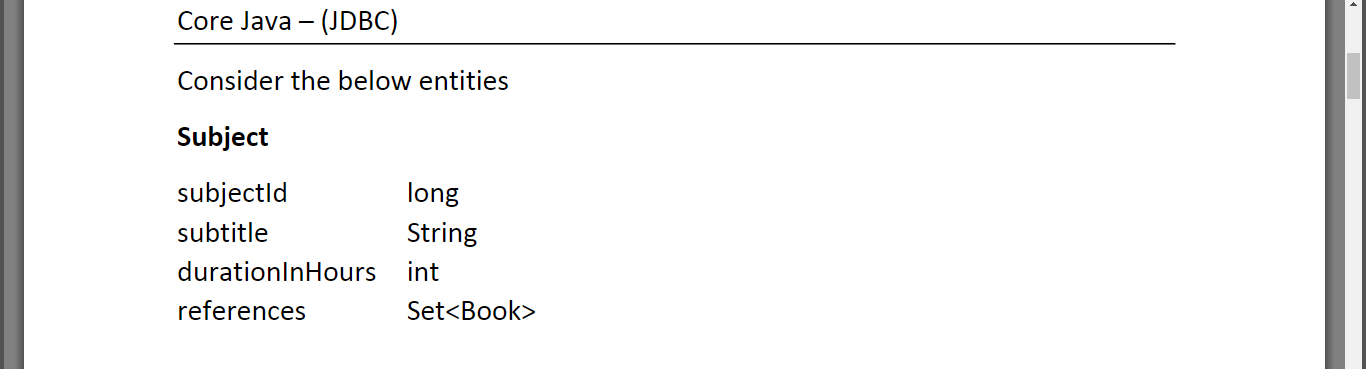 Core Java – (JDBC)
Consider the below entities
Subject
subjectId long
subtitle String
durationInHours int
references Set<Book>